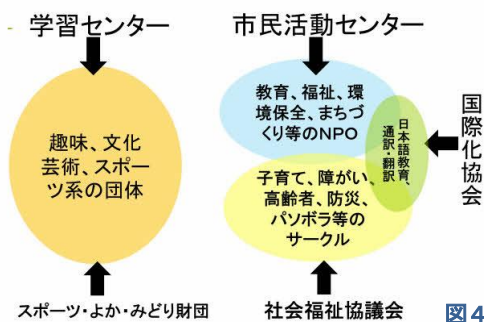 学習センター
市民活動センター
趣味、文化
芸術、スポー
ツ系の団体
教育、福祉、環
境保全、まちづ
くり等のNPO
日本語教育、
通訳・翻訳
国際化協会
子育て、障がい、
高齢者、防災、
パソボラ等の
サークル
スポーツ・よか・みどり財団
社会福祉協議会
図4